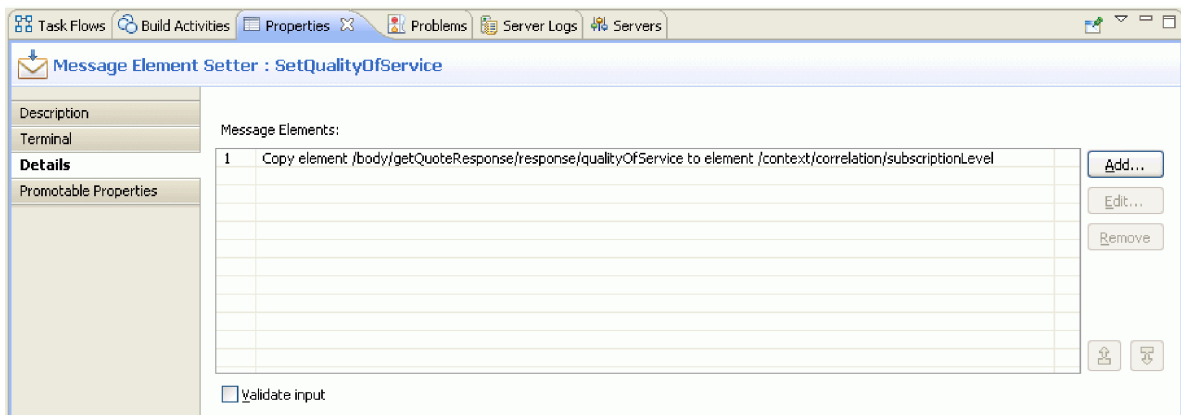 Task Flows Build Activities Properties Problems Server Logs Servers
Message Element Setter : SetQualityOfService
Description
Terminal
Details
Promotable Properties
Message Elements:
1 Copy element /body/getQuoteResponse/response/qualityOfService to element /context/correlation/subscriptionLevel
Add...
Edit...
Remove
Validate input